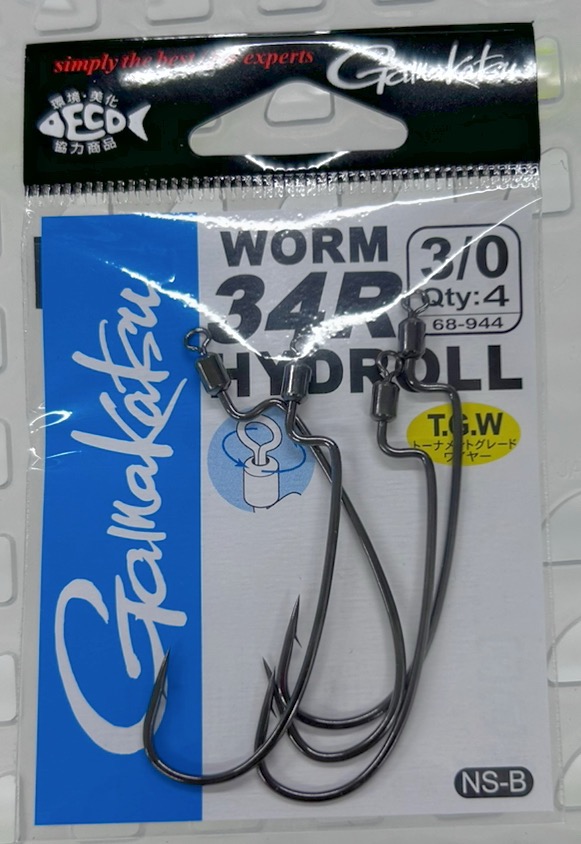 simply the best
experts
Gamakatsu
環境・美化
ECO
協力商品
WORM
34R
HYDROLL
3/0
Qty:4
68-944
T.G.W
トーナメントグレード
ワイヤー
Gamakatsu
NS-B